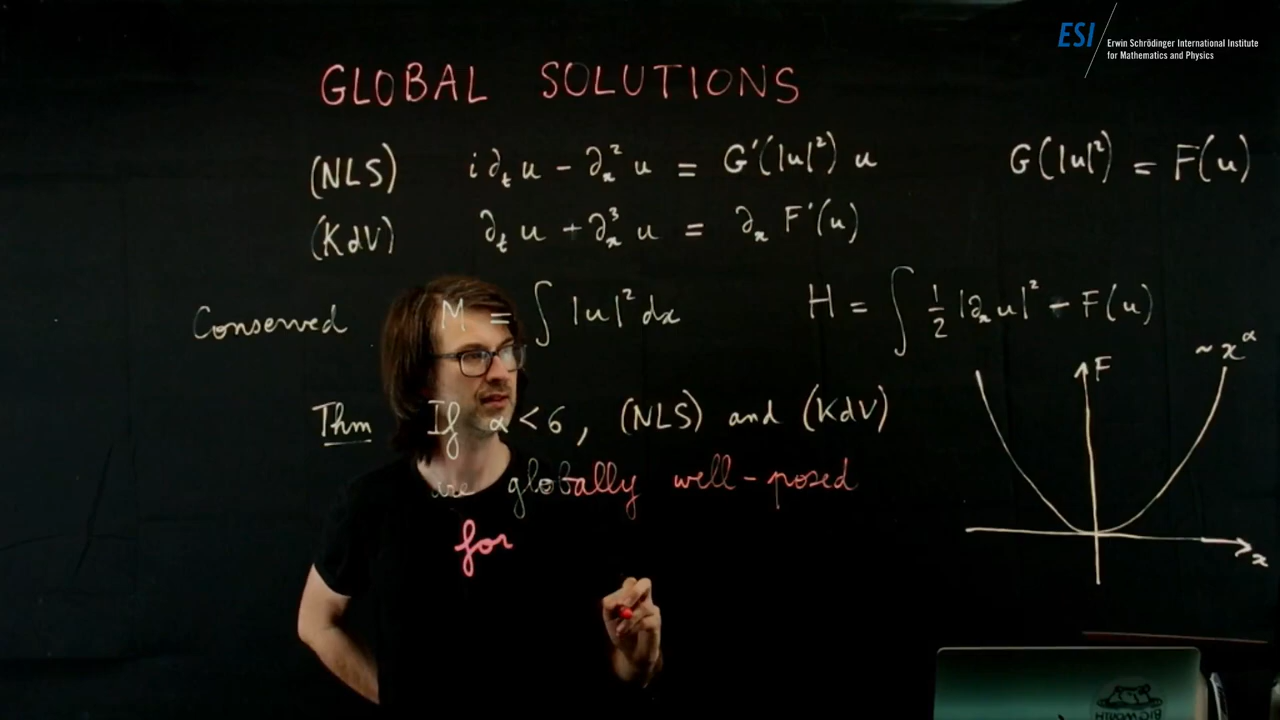 ESI Erwin Schrödinger International Institute
for Mathematics and Physics
GLOBAL SOLUTIONS
(NLS) i∂ₜu − ∂ₓ²u = G′(|u|²) u G(|u|²) = F(u)
(KdV) ∂ₜu + ∂ₓ³u = ∂ₓ F′(u)
Conserved M = ∫ |u|² dx H = ∫ ½ |∂ₓu|² − F(u)
F ~ x^α
Thm If α < 6, (NLS) and (KdV)
are globally well-posed
for
x